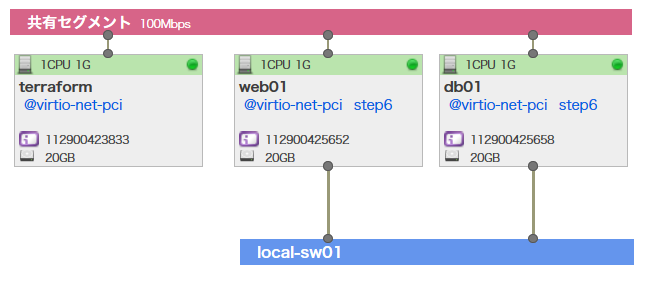 共有セグメント 100Mbps
1CPU 1G
terraform
@virtio-net-pci
112900423833
20GB
1CPU 1G
web01
@virtio-net-pci step6
112900425652
20GB
1CPU 1G
db01
@virtio-net-pci step6
112900425658
20GB
local-sw01